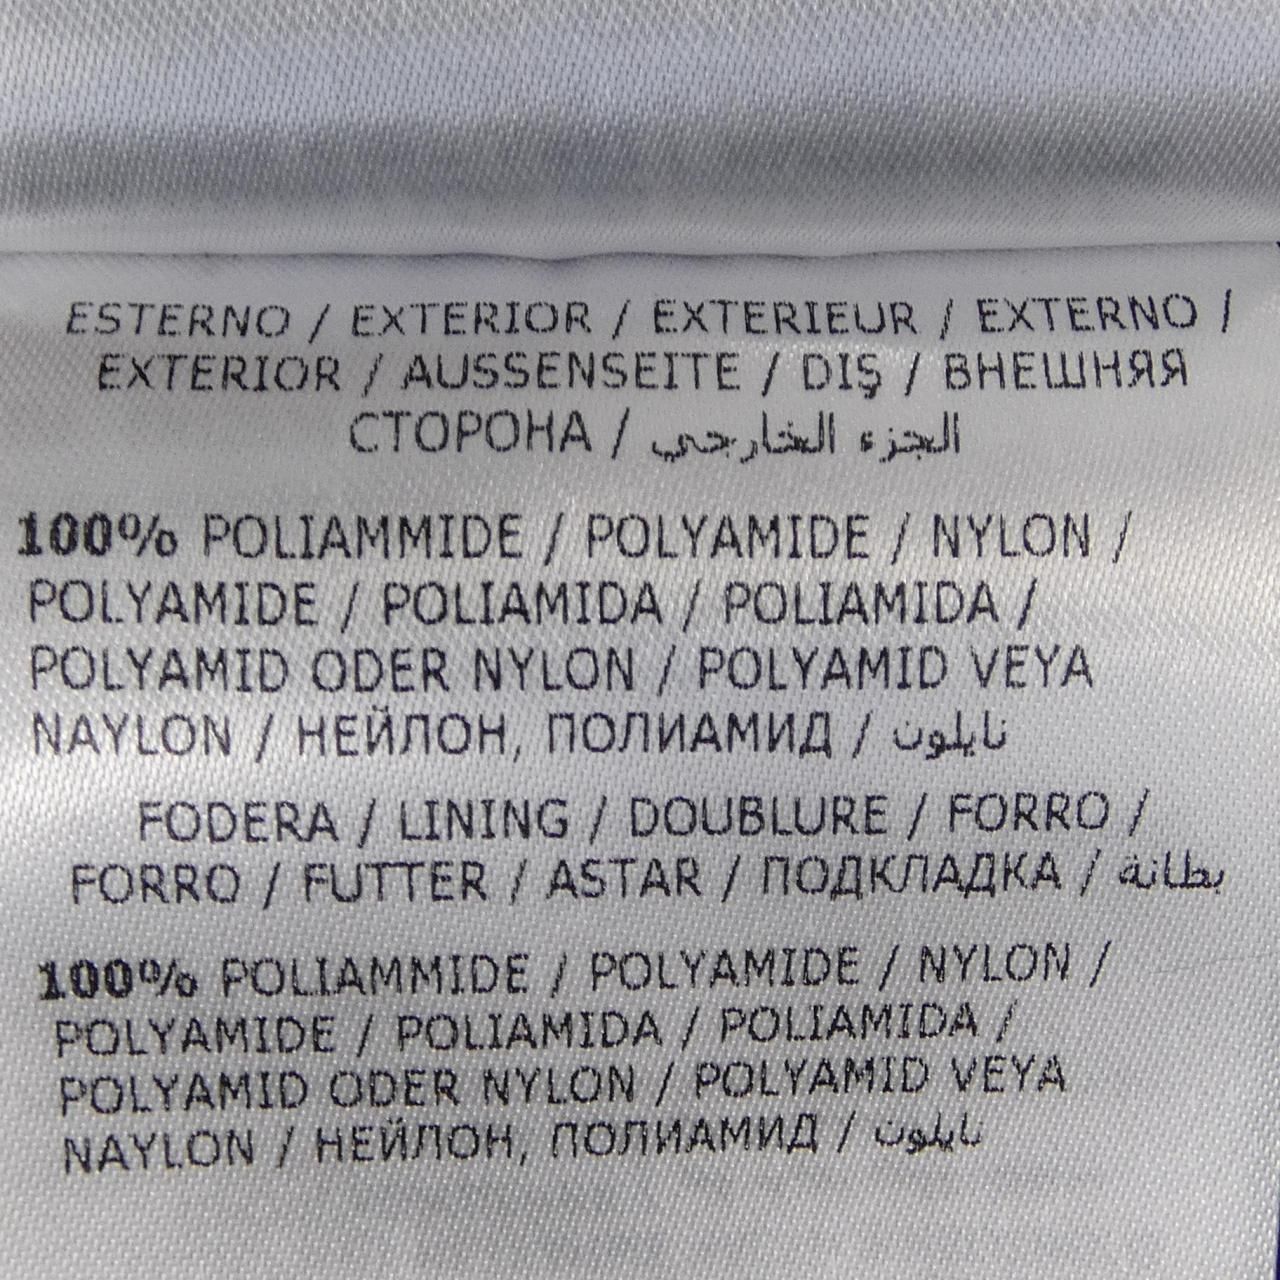 ESTERNO / EXTERIOR / EXTERIEUR / EXTERNO /
EXTERIOR / AUSSENSEITE / DIŞ / ВНЕШНЯЯ
СТОРОНА / الجزء الخارجي
100% POLIAMMIDE / POLYAMIDE / NYLON /
POLYAMIDE / POLIAMIDA / POLIAMIDA /
POLYAMID ODER NYLON / POLYAMID VEYA
NAYLON / НЕЙЛОН, ПОЛИАМИД / نايلون
FODERA / LINING / DOUBLURE / FORRO /
FORRO / FUTTER / ASTAR / ПОДКЛАДКА / بطانة
100% POLIAMMIDE / POLYAMIDE / NYLON /
POLYAMIDE / POLIAMIDA / POLIAMIDA /
POLYAMID ODER NYLON / POLYAMID VEYA
NAYLON / НЕЙЛОН, ПОЛИАМИД / نايلون